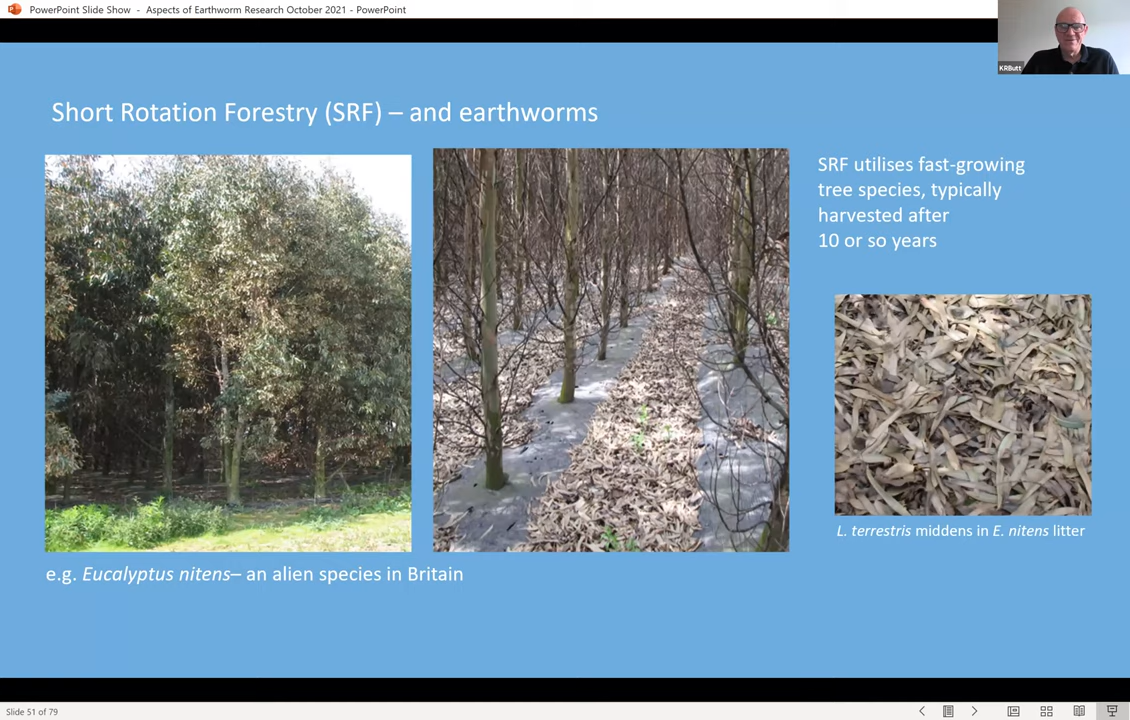 PowerPoint Slide Show - Aspects of Earthworm Research October 2021 - PowerPoint
KRButt
Short Rotation Forestry (SRF) – and earthworms
SRF utilises fast-growing
tree species, typically
harvested after
10 or so years
L. terrestris middens in E. nitens litter
e.g. Eucalyptus nitens– an alien species in Britain
Slide 51 of 79